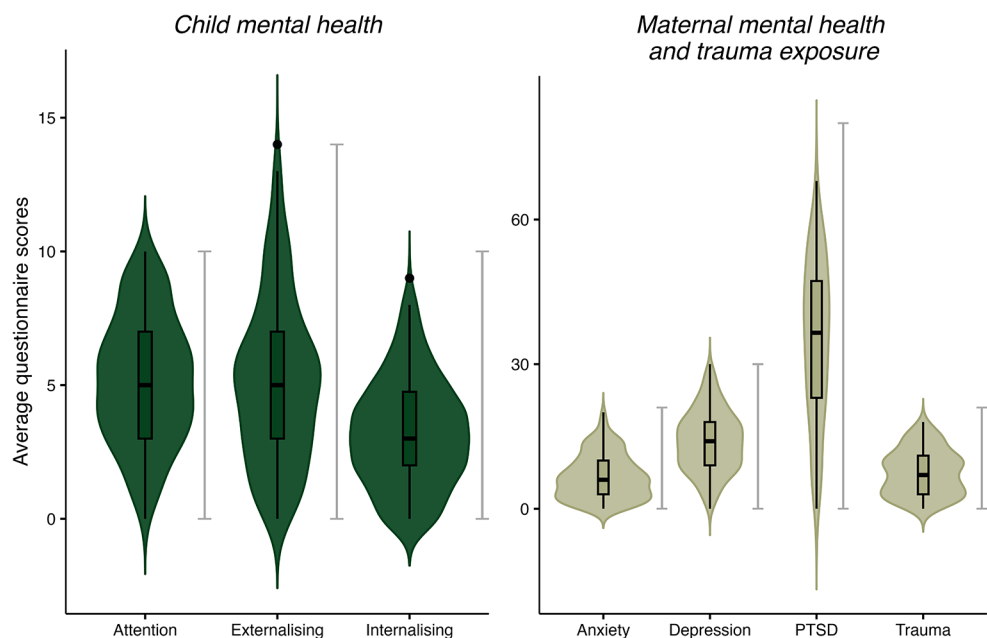 Child mental health
Maternal mental health
and trauma exposure
Average questionnaire scores
15
10
5
0
60
30
0
Attention
Externalising
Internalising
Anxiety
Depression
PTSD
Trauma